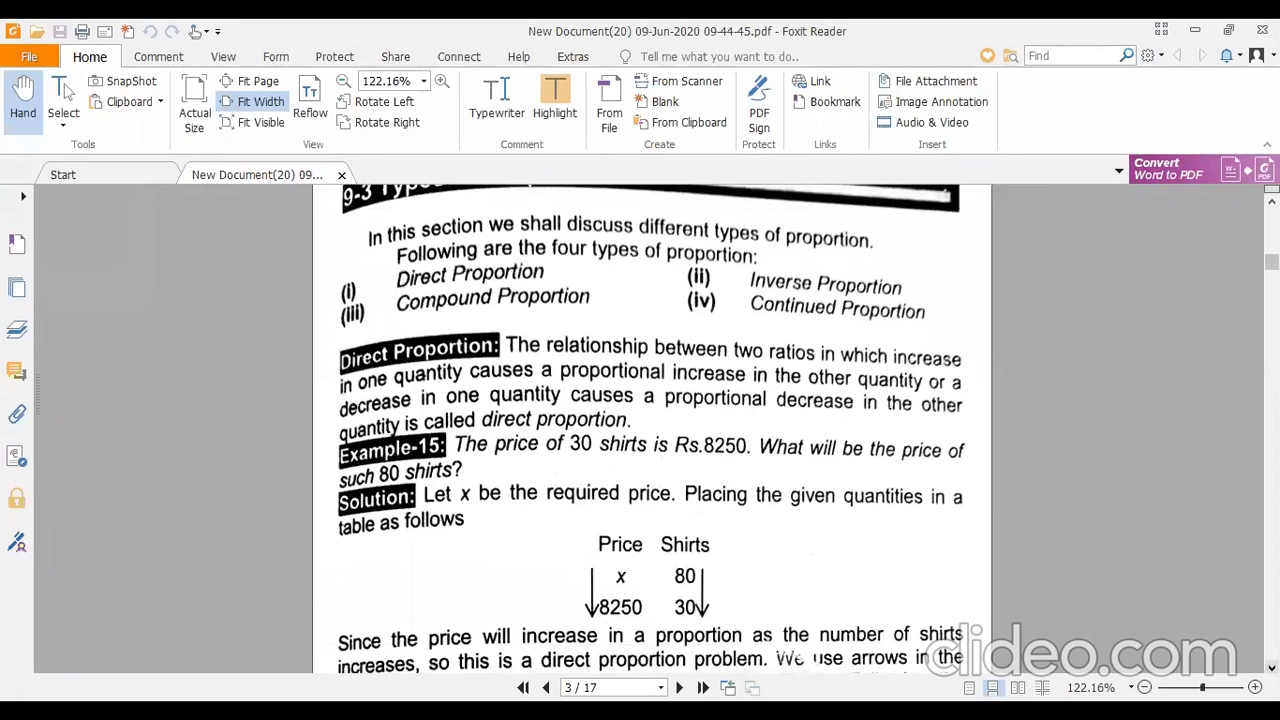 New Document(20) 09-Jun-2020 09-44-45.pdf - Foxit Reader
File Home Comment View Form Protect Share Connect Help Extras Tell me what you want to do.. Find
Hand
Select
SnapShot
Clipboard
Tools
Actual Size
Fit Page
Fit Width
Fit Visible
Reflow
122.16%
Rotate Left
Rotate Right
View
Typewriter
Highlight
Comment
From File
From Scanner
Blank
From Clipboard
Create
PDF Sign
Protect
Link
Bookmark
Links
File Attachment
Image Annotation
Audio & Video
Insert
Start
New Document(20) 09...
Convert
Word to PDF
9-3 Types
In this section we shall discuss different types of proportion.
Following are the four types of proportion:
(i) Direct Proportion (ii) Inverse Proportion
(iii) Compound Proportion (iv) Continued Proportion
Direct Proportion: The relationship between two ratios in which increase
in one quantity causes a proportional increase in the other quantity or a
decrease in one quantity causes a proportional decrease in the other
quantity is called direct proportion.
Example-15: The price of 30 shirts is Rs.8250. What will be the price of
such 80 shirts?
Solution: Let x be the required price. Placing the given quantities in a
table as follows
Price Shirts
x 80
8250 30
Since the price will increase in a proportion as the number of shirts
increases, so this is a direct proportion problem. We use arrows in the
clideo.com
3 / 17
122.16%